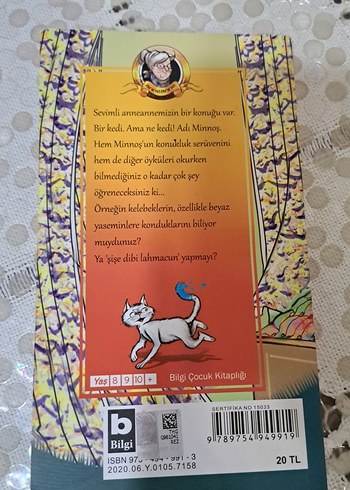 Sevimli anneannemizin bir konuğu var.
Bir kedi. Ama ne kedi! Adı Minnoş.
Hem Minnoş'un konukluk serüvenini
hem de diğer öyküleri okurken
bilmediğiniz o kadar çok şey
öğreneceksiniz ki...
Örneğin kelebeklerin, özellikle beyaz
yaseminlere konduklarını biliyor
muydunuz?
Ya 'şişe dibi lahmacun' yapmayı?
Yaş 8 9 10 +
Bilgi Çocuk Kitaplığı
b
Bilgi
SERTİFİKA NO 15033
9 789754 949919
2020.06.Y.0105.7158
20 TL